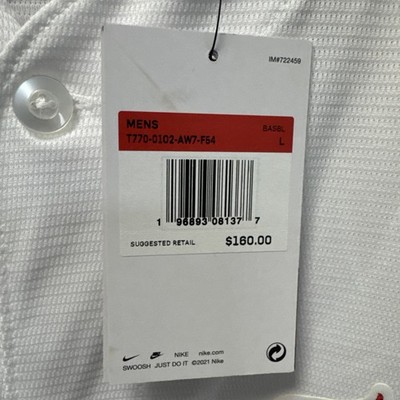 IM#722459
MENS BASBL
T770-0102-AW7-F54 L
1 96893 08137 7
SUGGESTED RETAIL $160.00
NIKE Nike.com
SWOOSH JUST DO IT ©2021 Nike